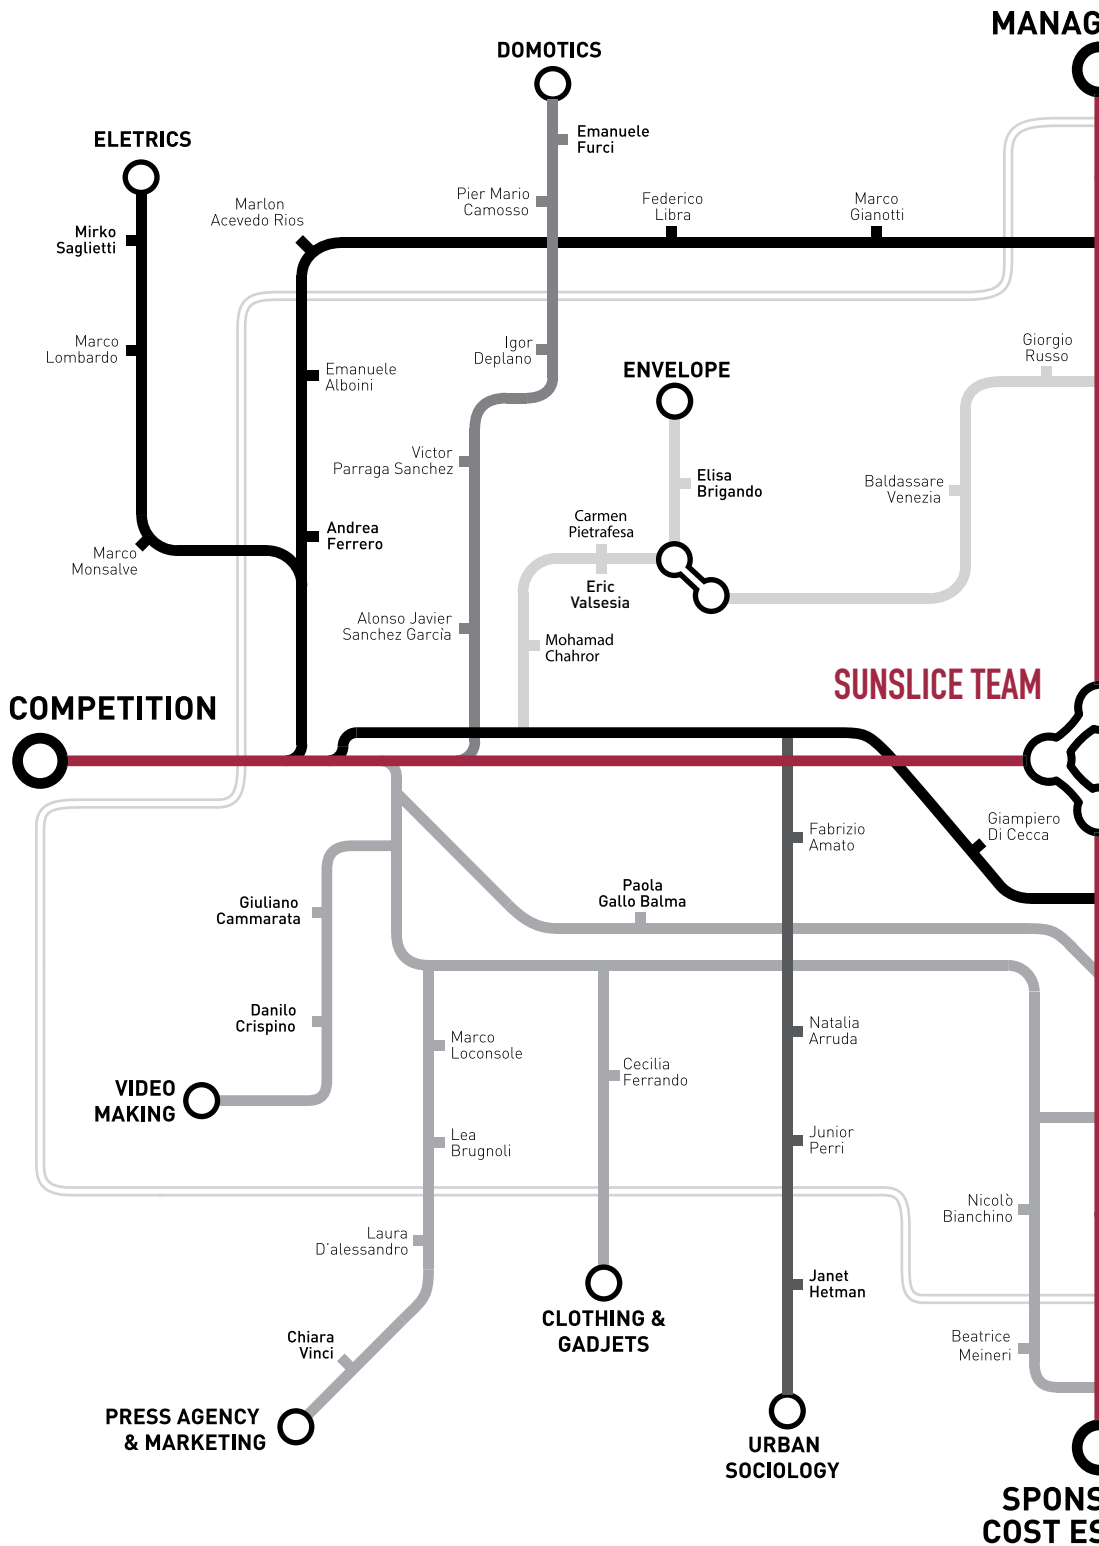 MANAG
DOMOTICS
ELETRICS
Emanuele
Furci
Pier Mario
Camosso
Marlon
Acevedo Rios
Federico
Libra
Marco
Gianotti
Mirko
Saglietti
Marco
Lombardo
Igor
Deplano
Giorgio
Russo
ENVELOPE
Emanuele
Alboini
Victor
Parraga Sanchez
Elisa
Brigando
Baldassare
Venezia
Carmen
Pietrafesa
Andrea
Ferrero
Marco
Monsalve
Eric
Valsesia
Alonso Javier
Sanchez Garcìa
Mohamad
Chahror
SUNSLICE TEAM
COMPETITION
Fabrizio
Amato
Giampiero
Di Cecca
Paola
Gallo Balma
Giuliano
Cammarata
Danilo
Crispino
Natalia
Arruda
Marco
Loconsole
Cecilia
Ferrando
VIDEO
MAKING
Lea
Brugnoli
Junior
Perri
Nicolò
Bianchino
Laura
D'alessandro
Janet
Hetman
CLOTHING &
GADJETS
Chiara
Vinci
Beatrice
Meineri
PRESS AGENCY
& MARKETING
URBAN
SOCIOLOGY
SPONS
COST ES